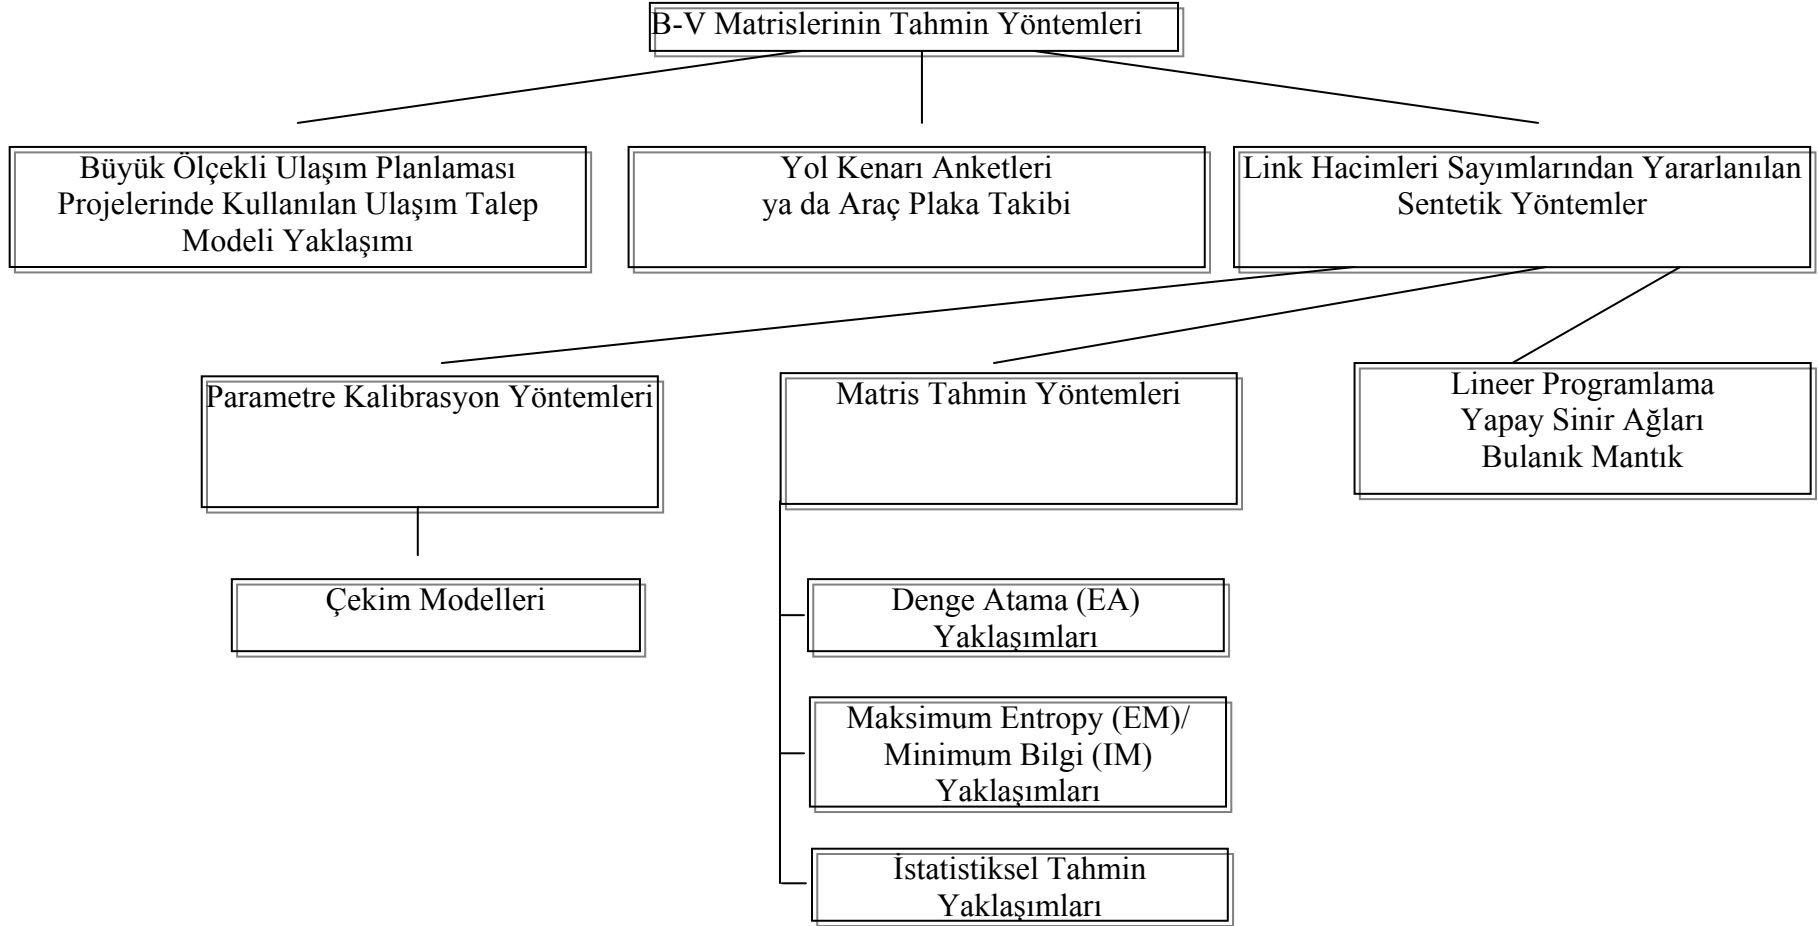 B-V Matrislerinin Tahmin Yöntemleri
Büyük Ölçekli Ulaşım Planlaması
Projelerinde Kullanılan Ulaşım Talep
Modeli Yaklaşımı
Yol Kenarı Anketleri
ya da Araç Plaka Takibi
Link Hacimleri Sayımlarından Yararlanılan
Sentetik Yöntemler
Parametre Kalibrasyon Yöntemleri
Matris Tahmin Yöntemleri
Lineer Programlama
Yapay Sinir Ağları
Bulanık Mantık
Çekim Modelleri
Denge Atama (EA)
Yaklaşımları
Maksimum Entropy (EM)/
Minimum Bilgi (IM)
Yaklaşımları
İstatistiksel Tahmin
Yaklaşımları